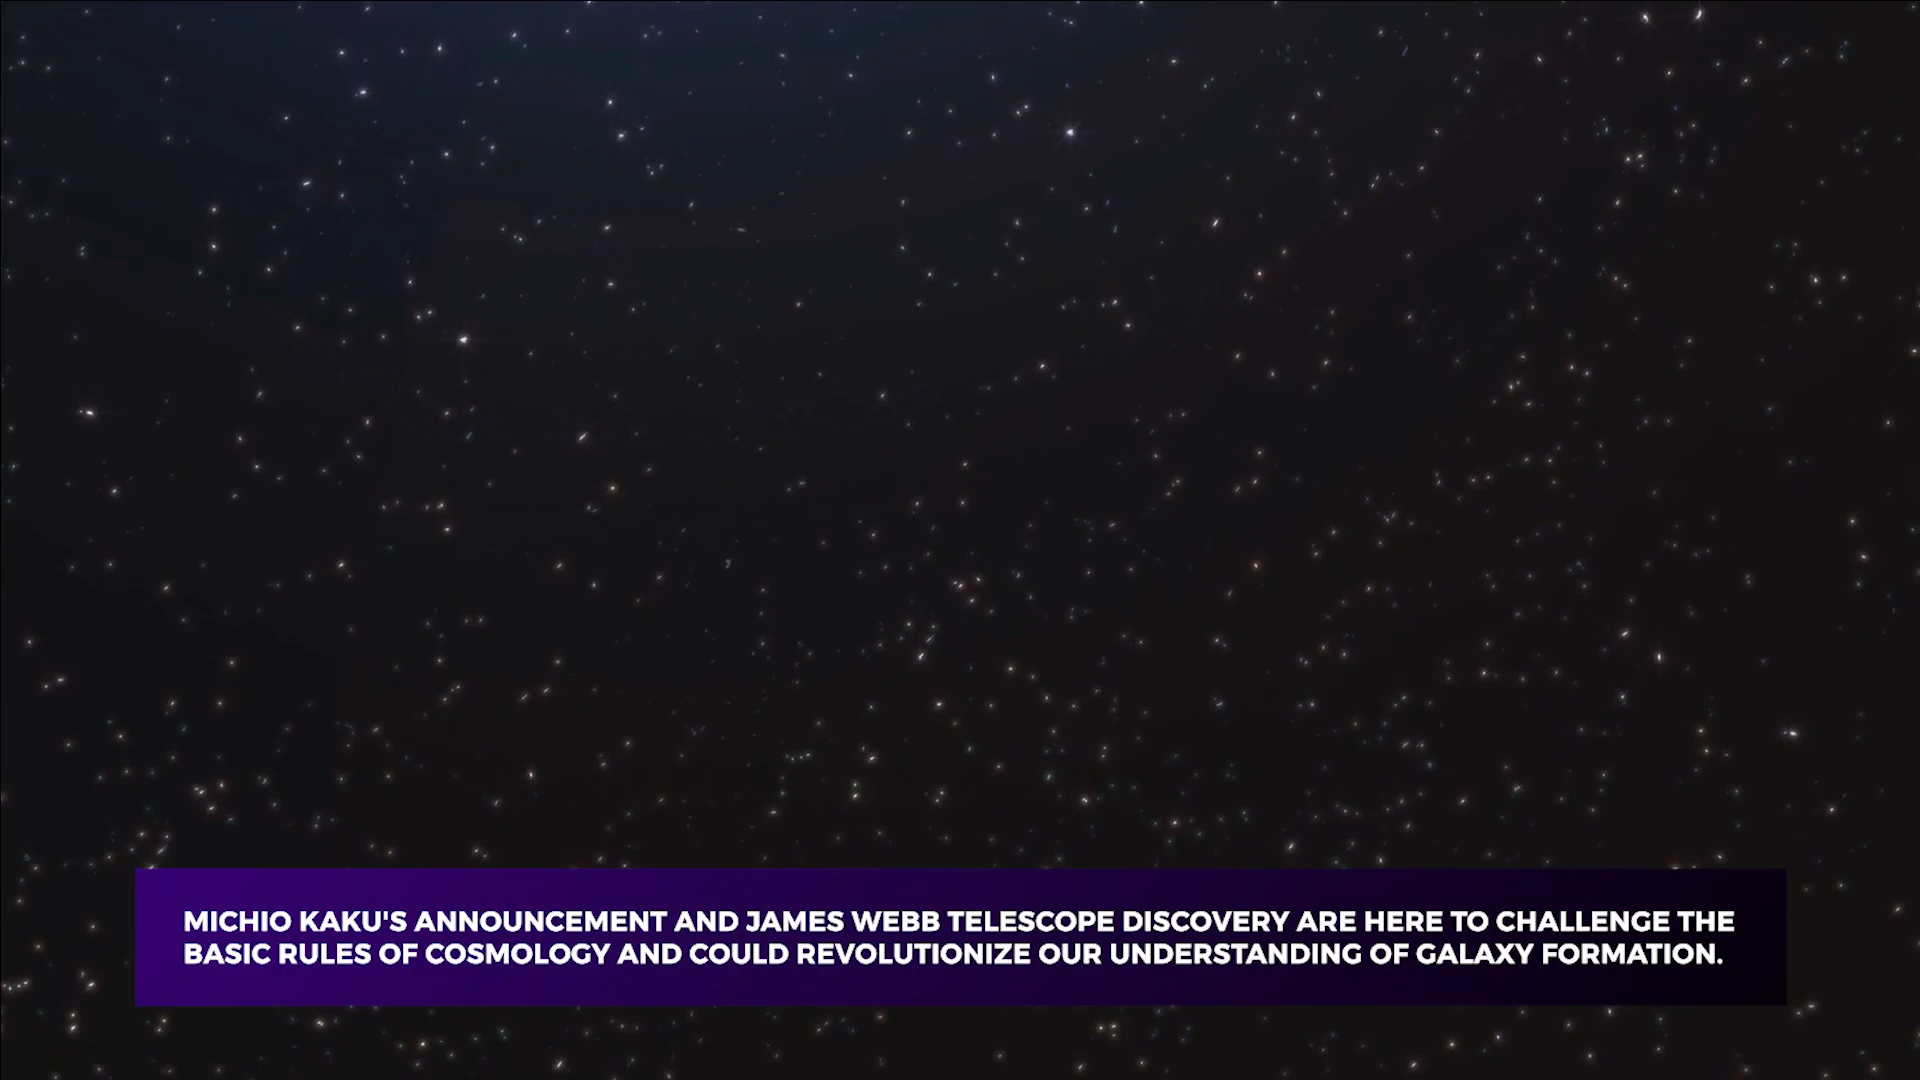 MICHIO KAKU'S ANNOUNCEMENT AND JAMES WEBB TELESCOPE DISCOVERY ARE HERE TO CHALLENGE THE
BASIC RULES OF COSMOLOGY AND COULD REVOLUTIONIZE OUR UNDERSTANDING OF GALAXY FORMATION.